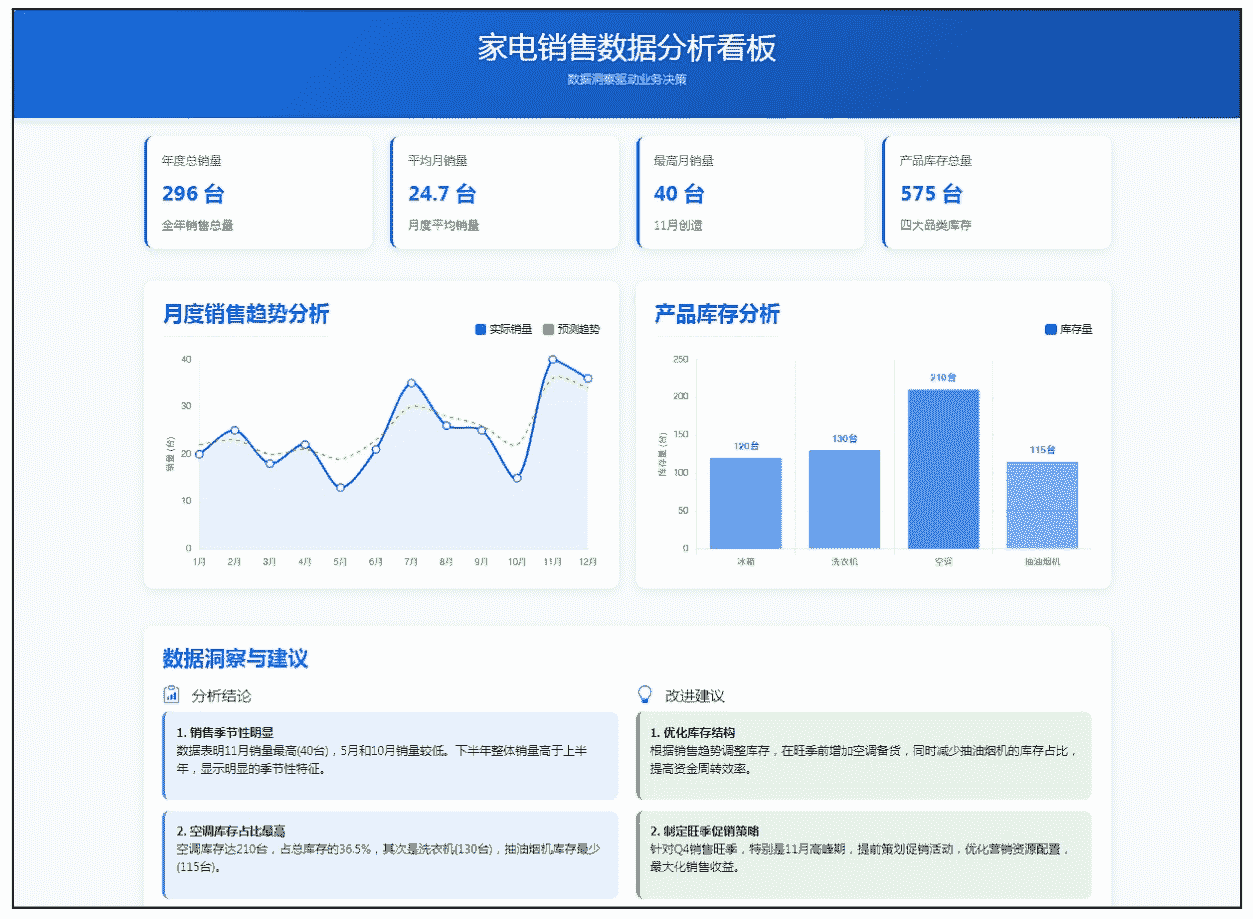 家电销售数据分析看板
数据洞察驱动业务决策
年度总销量
296 台
全年销售总量
平均月销量
24.7 台
月度平均销量
最高月销量
40 台
11月创造
产品库存总量
575 台
四大品类库存
月度销售趋势分析
实际销量 预测趋势
40
30
20
10
0
销量 (台)
1月 2月 3月 4月 5月 6月 7月 8月 9月 10月 11月 12月
产品库存分析
库存量
250
200
150
100
50
0
库存量 (台)
120台
130台
210台
115台
冰箱 洗衣机 空调 抽油烟机
数据洞察与建议
分析结论
1. 销售季节性明显
数据表明11月销量最高(40台)，5月和10月销量较低。下半年整体销量高于上半
年，显示明显的季节性特征。
2. 空调库存占比最高
空调库存达210台，占总库存的36.5%，其次是洗衣机(130台)，抽油烟机库存最少
(115台)。
改进建议
1. 优化库存结构
根据销售趋势调整库存，在旺季前增加空调备货，同时减少抽油烟机的库存占比，
提高资金周转效率。
2. 制定旺季促销策略
针对Q4销售旺季，特别是11月高峰期，提前策划促销活动，优化营销资源配置，
最大化销售收益。